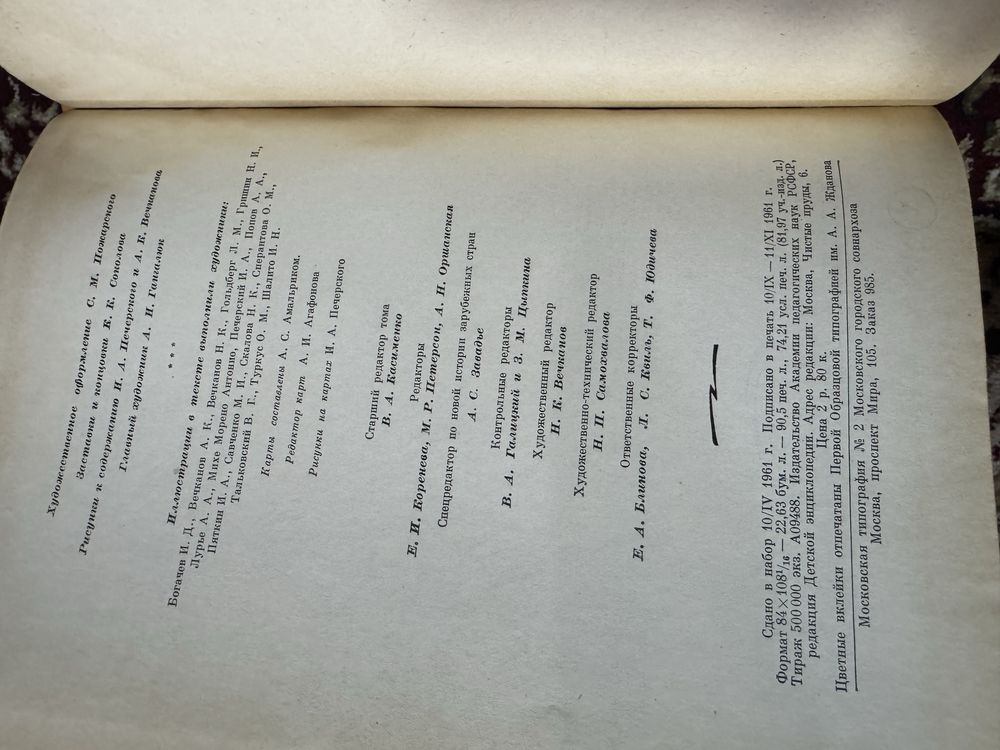 Художественное оформление С. М. Пожарского
Заставки и концовки К. К. Соколова
Рисунки к содержанию И. А. Печерского и А. К. Вечканова
Главный художник А. И. Гангалюк
* * *
Иллюстрации в тексте выполнили художники:
Богачев И. Д., Вечканов А. К., Вечканов Н. К., Гольдберг Л. М., Гришин Н. И.,
Лурье А. А., Михе Морено Антонио, Печерский И. А., Попов А. А.,
Пяткин И. А., Савченко М. И., Скалова Н. К., Сперантова О. М.,
Таньковский В. Г., Туркус О. М., Шалито И. Н.
Карты составлены А. С. Амальриком.
Редактор карт А. И. Агафонова
Рисунки на картах И. А. Печерского
Старший редактор тома
В. А. Касименко
Редакторы
Е. И. Коренева, М. Р. Петерсон, А. Н. Оршанская
Спецредактор по новой истории зарубежных стран
А. С. Завадье
Контрольные редакторы
В. А. Галицкий и З. М. Цыткина
Художественный редактор
Н. К. Вечканов
Художественно-технический редактор
Н. П. Самохвалова
Ответственные корректоры
Е. А. Блинова, Л. С. Квиль, Т. Ф. Юдичева
Сдано в набор 10/IV 1961 г. Подписано в печать 10/IX—11/XI 1961 г.
Формат 84×108¹/₁₆ — 22,63 бум. л. — 90,5 печ. л., 74,21 усл. печ. л. (81,97 уч.-изд. л.)
Тираж 500 000 экз. А09488. Издательство Академии педагогических наук РСФСР,
редакция Детской энциклопедии. Адрес редакции: Москва, Чистые пруды, 6.
Цена 2 р. 80 к.
Цветные вклейки отпечатаны Первой Образцовой типографией им. А. А. Жданова
Московская типография № 2 Московского городского совнархоза
Москва, проспект Мира, 105. Заказ 985.